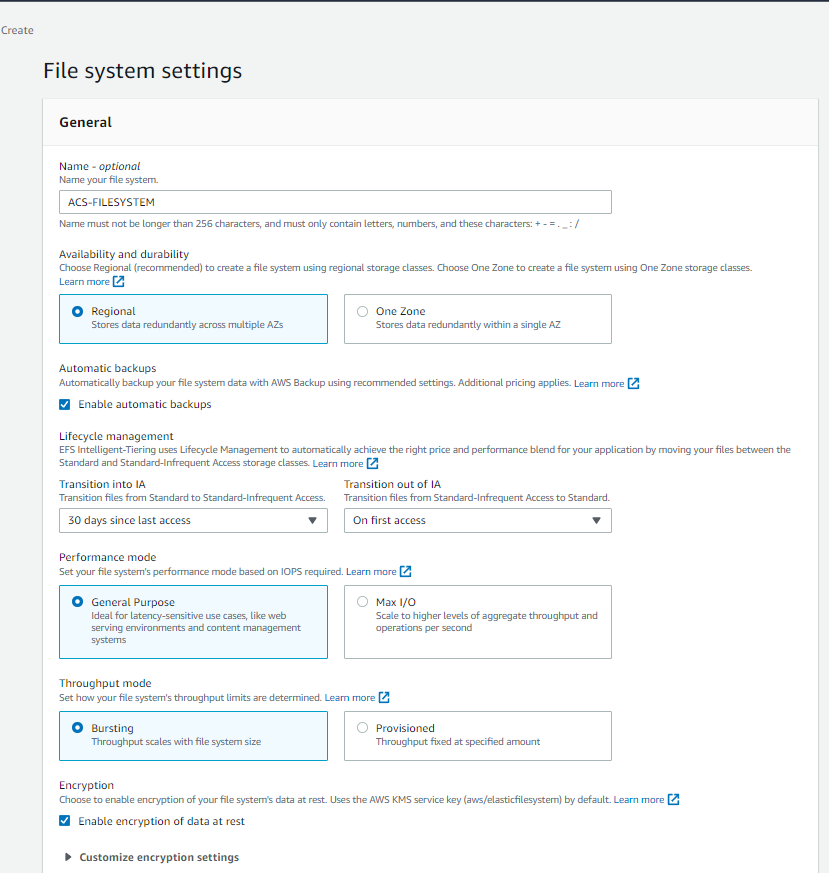 Create
File system settings
General
Name - optional
Name your file system.
ACS-FILESYSTEM
Name must not be longer than 256 characters, and must only contain letters, numbers, and these characters: + - = . _ : /
Availability and durability
Choose Regional (recommended) to create a file system using regional storage classes. Choose One Zone to create a file system using One Zone storage classes.
Learn more
Regional
Stores data redundantly across multiple AZs
One Zone
Stores data redundantly within a single AZ
Automatic backups
Automatically backup your file system data with AWS Backup using recommended settings. Additional pricing applies. Learn more
Enable automatic backups
Lifecycle management
EFS Intelligent-Tiering uses Lifecycle Management to automatically achieve the right price and performance blend for your application by moving your files between the
Standard and Standard-Infrequent Access storage classes. Learn more
Transition into IA
Transition files from Standard to Standard-Infrequent Access.
30 days since last access
Transition out of IA
Transition files from Standard-Infrequent Access to Standard.
On first access
Performance mode
Set your file system's performance mode based on IOPS required. Learn more
General Purpose
Ideal for latency-sensitive use cases, like web
serving environments and content management
systems
Max I/O
Scale to higher levels of aggregate throughput and
operations per second
Throughput mode
Set how your file system's throughput limits are determined. Learn more
Bursting
Throughput scales with file system size
Provisioned
Throughput fixed at specified amount
Encryption
Choose to enable encryption of your file system's data at rest. Uses the AWS KMS service key (aws/elasticfilesystem) by default. Learn more
Enable encryption of data at rest
Customize encryption settings